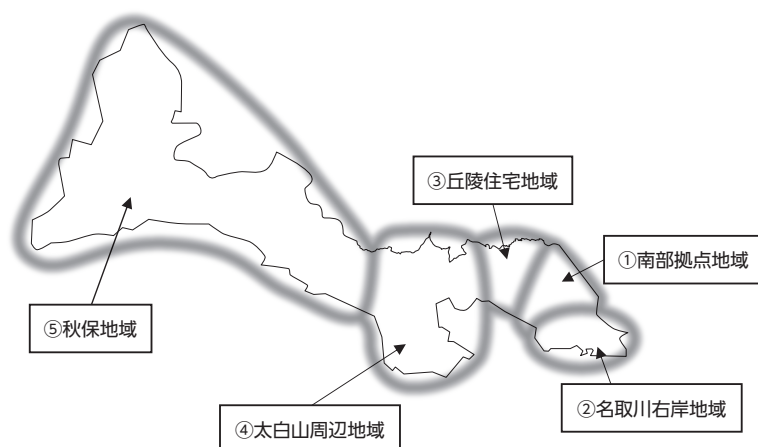 ③丘陵住宅地域
①南部拠点地域
⑤秋保地域
②名取川右岸地域
④太白山周辺地域